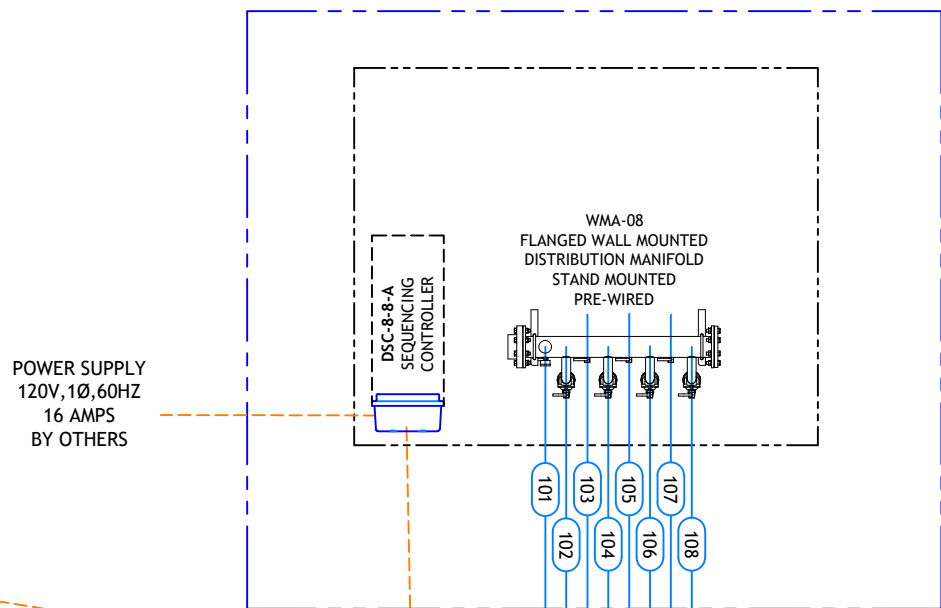 WMA-08
FLANGED WALL MOUNTED
DISTRIBUTION MANIFOLD
STAND MOUNTED
PRE-WIRED
DSC-8-8-A
SEQUENCING
CONTROLLER
POWER SUPPLY
120V,1Ø,60HZ
16 AMPS
BY OTHERS
101
102
103
104
105
106
107
108